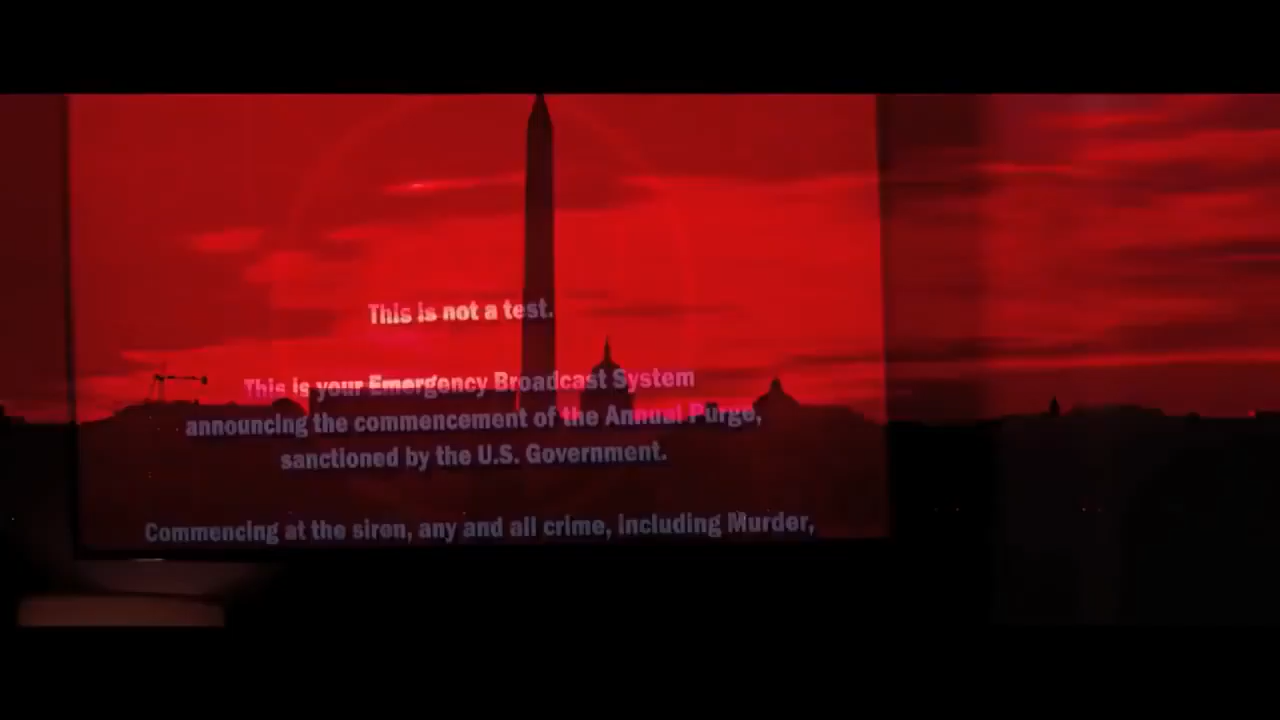 This is not a test.
This is your Emergency Broadcast System
announcing the commencement of the Annual Purge,
sanctioned by the U.S. Government.
Commencing at the siren, any and all crime, including Murder,